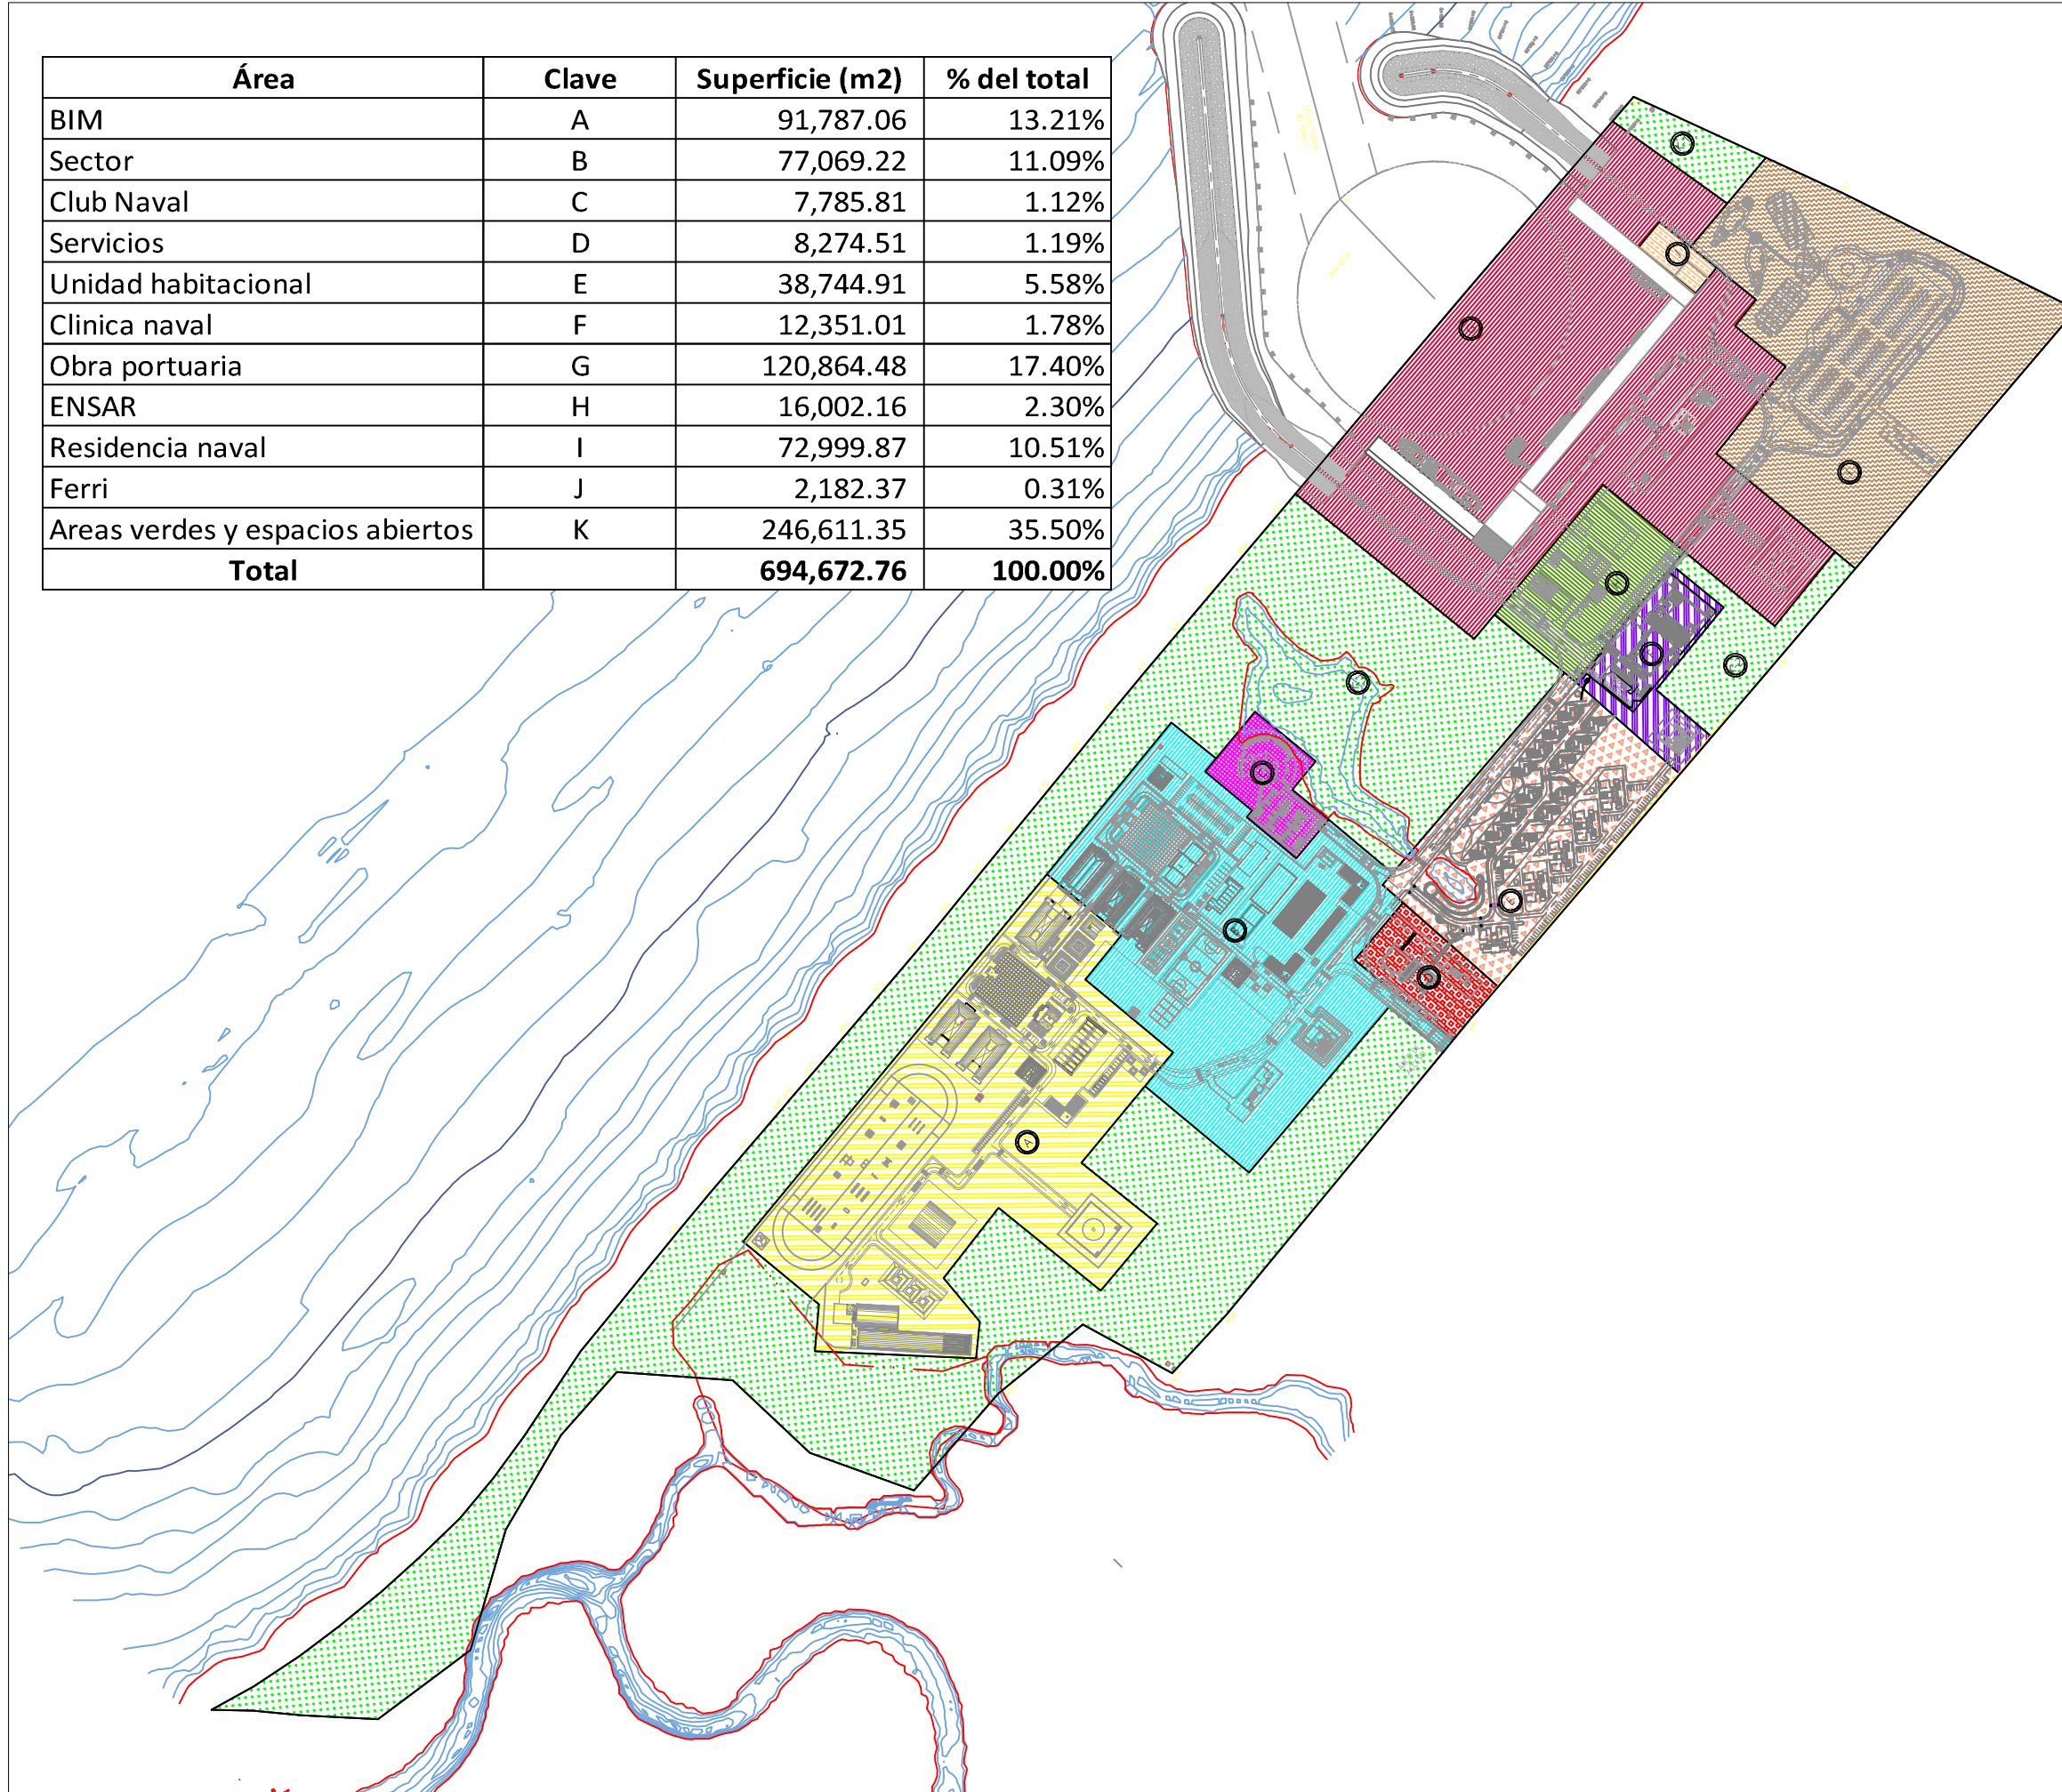 Área Clave Superficie (m2) % del total
BIM A 91,787.06 13.21%
Sector B 77,069.22 11.09%
Club Naval C 7,785.81 1.12%
Servicios D 8,274.51 1.19%
Unidad habitacional E 38,744.91 5.58%
Clinica naval F 12,351.01 1.78%
Obra portuaria G 120,864.48 17.40%
ENSAR H 16,002.16 2.30%
Residencia naval I 72,999.87 10.51%
Ferri J 2,182.37 0.31%
Areas verdes y espacios abiertos K 246,611.35 35.50%
Total 694,672.76 100.00%
A